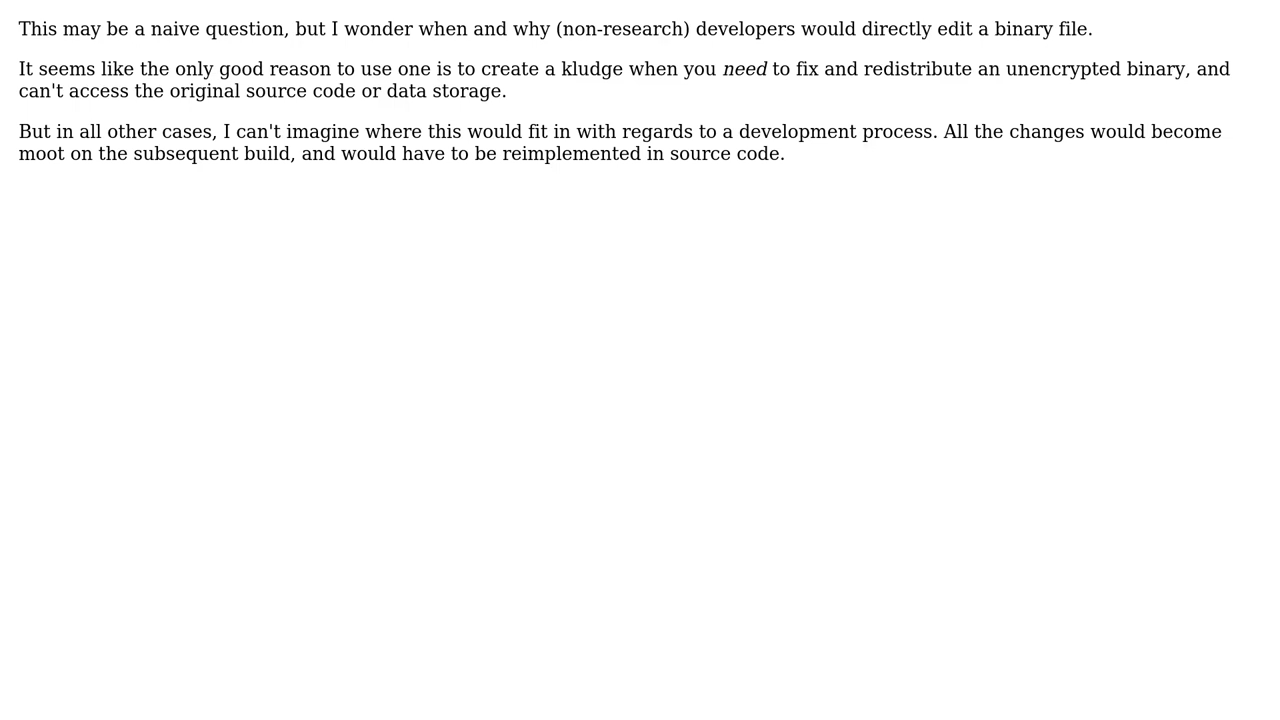 This may be a naive question, but I wonder when and why (non-research) developers would directly edit a binary file.
It seems like the only good reason to use one is to create a kludge when you need to fix and redistribute an unencrypted binary, and
can't access the original source code or data storage.
But in all other cases, I can't imagine where this would fit in with regards to a development process. All the changes would become
moot on the subsequent build, and would have to be reimplemented in source code.